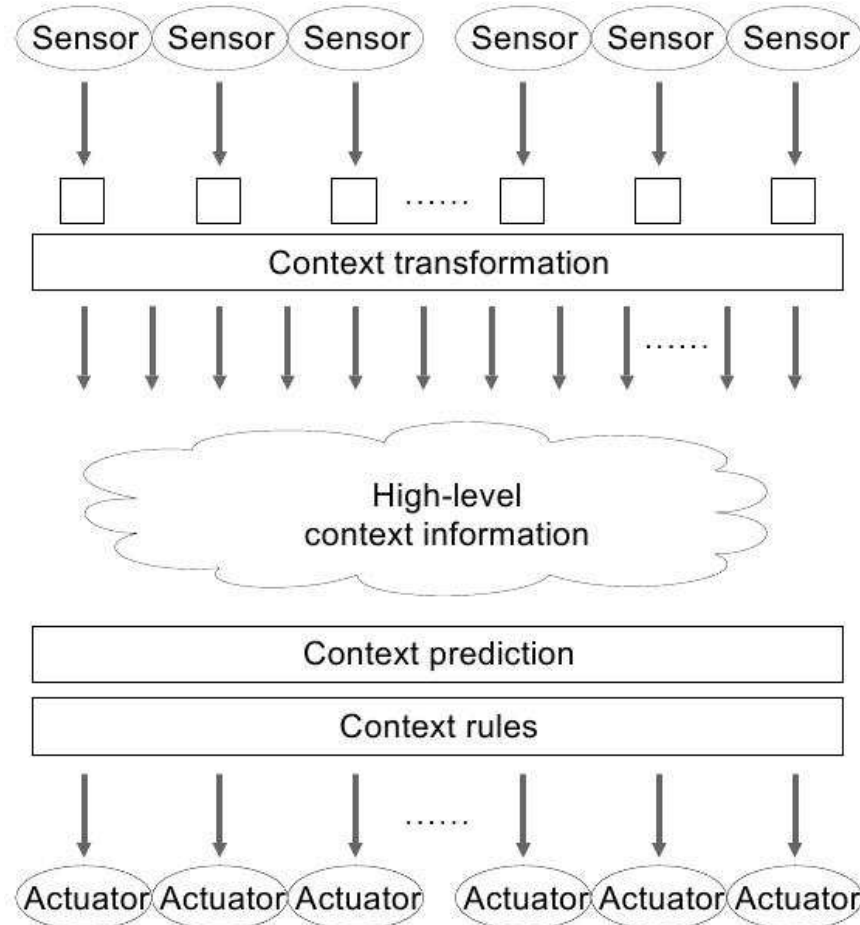 Sensor Sensor Sensor Sensor Sensor Sensor
......
Context transformation
......
High-level
context information
Context prediction
Context rules
......
Actuator Actuator Actuator Actuator Actuator Actuator